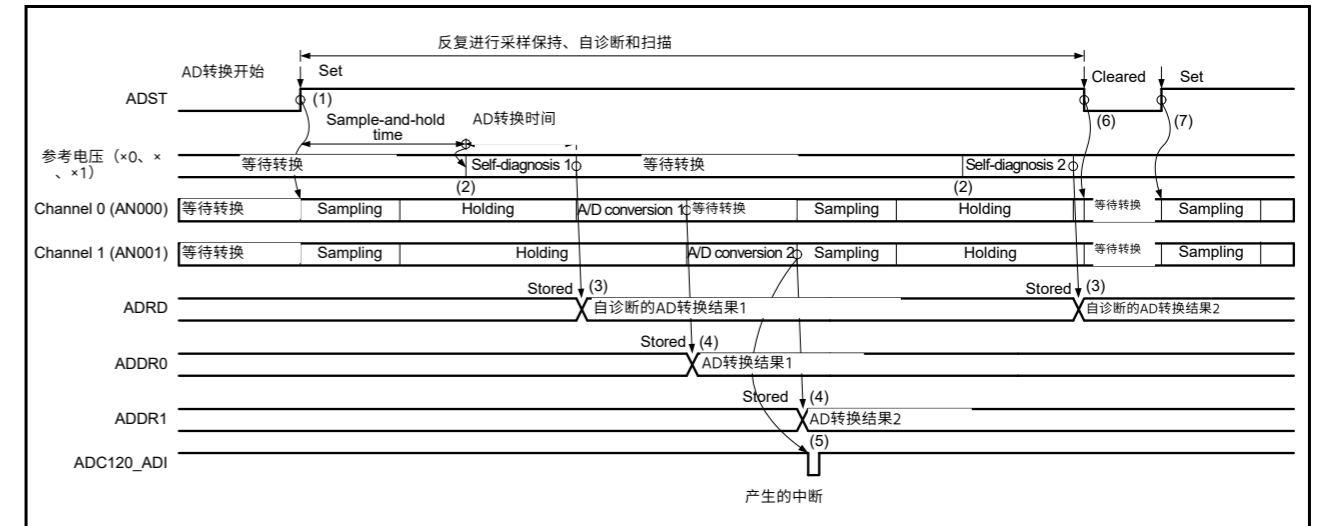 反复进行采样保持、自诊断和扫描
AD转换开始
Set
Cleared
Set
ADST
(1)
(6)
(7)
Sample-and-hold
time
AD转换时间
参考电压（×0、×
、×1）
等待转换
Self-diagnosis 1
等待转换
Self-diagnosis 2
(2)
(2)
Channel 0 (AN000)
等待转换
Sampling
Holding
A/D conversion 1
等待转换
Sampling
Holding
等待转换
Sampling
Channel 1 (AN001)
等待转换
Sampling
Holding
A/D conversion 2
Sampling
Holding
等待转换
Sampling
Stored
(3)
Stored
(3)
ADRD
自诊断的AD转换结果1
自诊断的AD转换结果2
Stored
(4)
ADDR0
AD转换结果1
Stored
(4)
ADDR1
AD转换结果2
(5)
ADC120_ADI
产生的中断